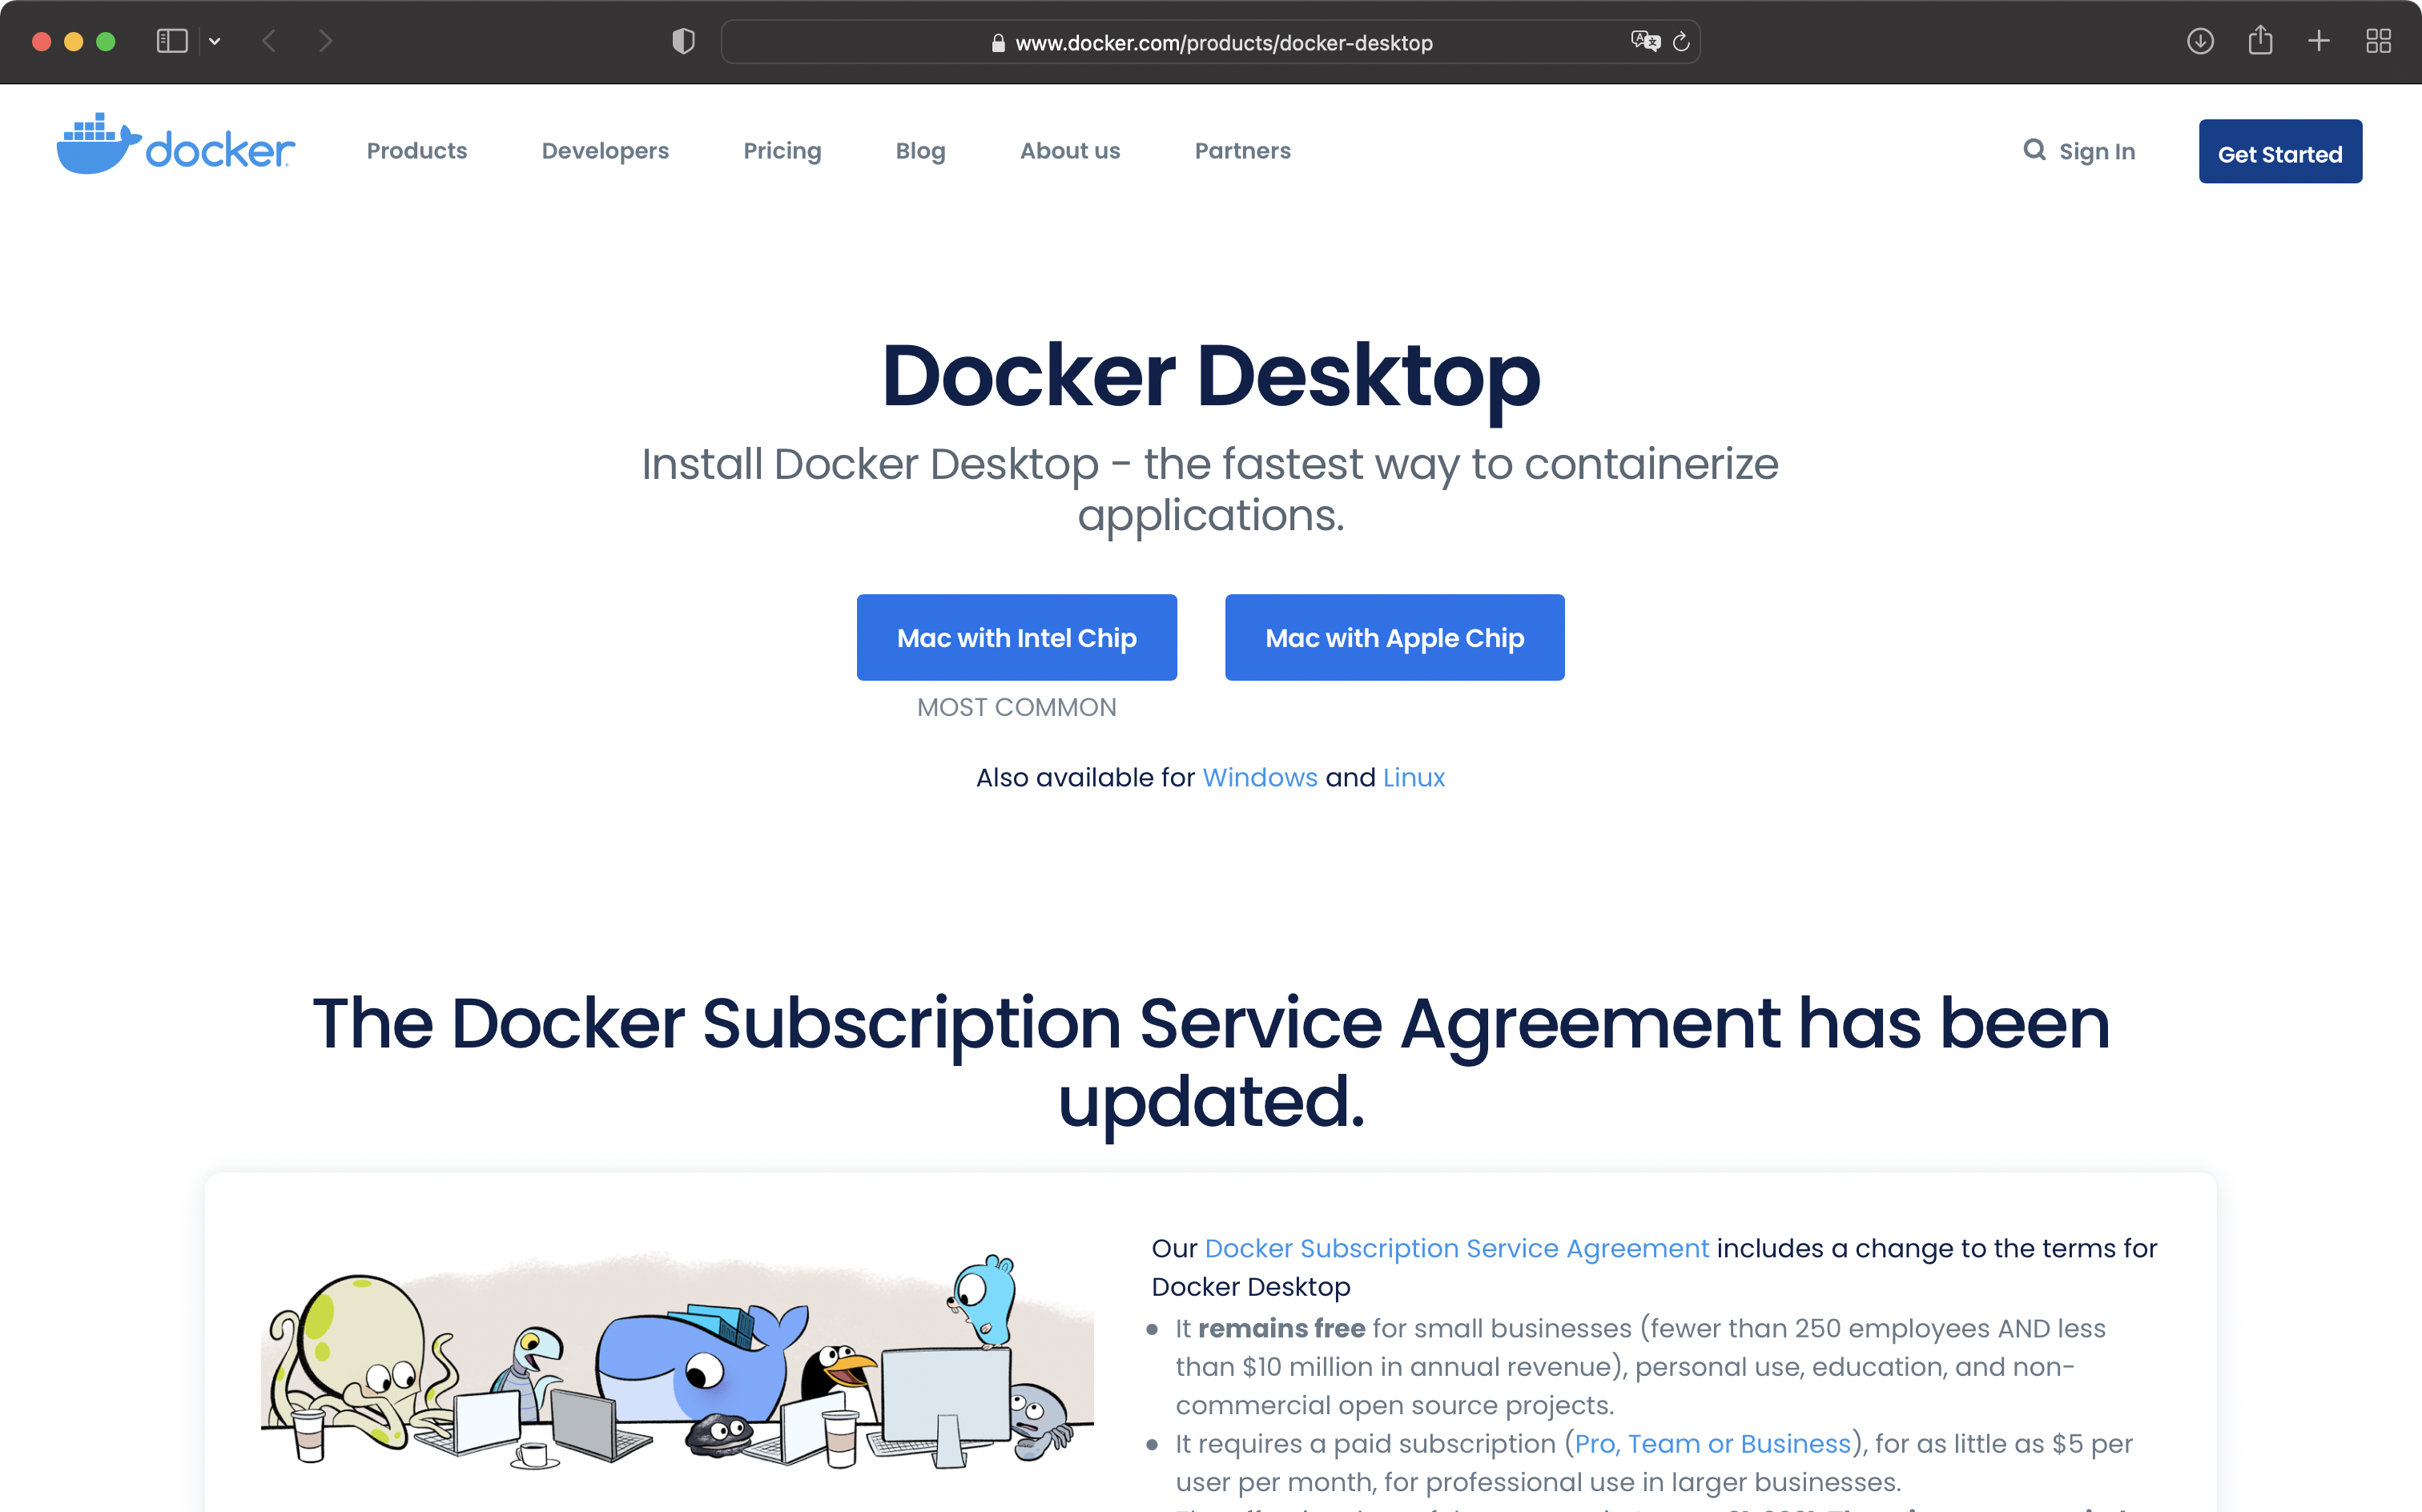 www.docker.com/products/docker-desktop
docker
Products
Developers
Pricing
Blog
About us
Partners
Sign In
Get Started
Docker Desktop
Install Docker Desktop - the fastest way to containerize
applications.
Mac with Intel Chip
Mac with Apple Chip
MOST COMMON
Also available for Windows and Linux
The Docker Subscription Service Agreement has been
updated.
Our Docker Subscription Service Agreement includes a change to the terms for
Docker Desktop
It remains free for small businesses (fewer than 250 employees AND less
than $10 million in annual revenue), personal use, education, and non-
commercial open source projects.
It requires a paid subscription (Pro, Team or Business), for as little as $5 per
user per month, for professional use in larger businesses.